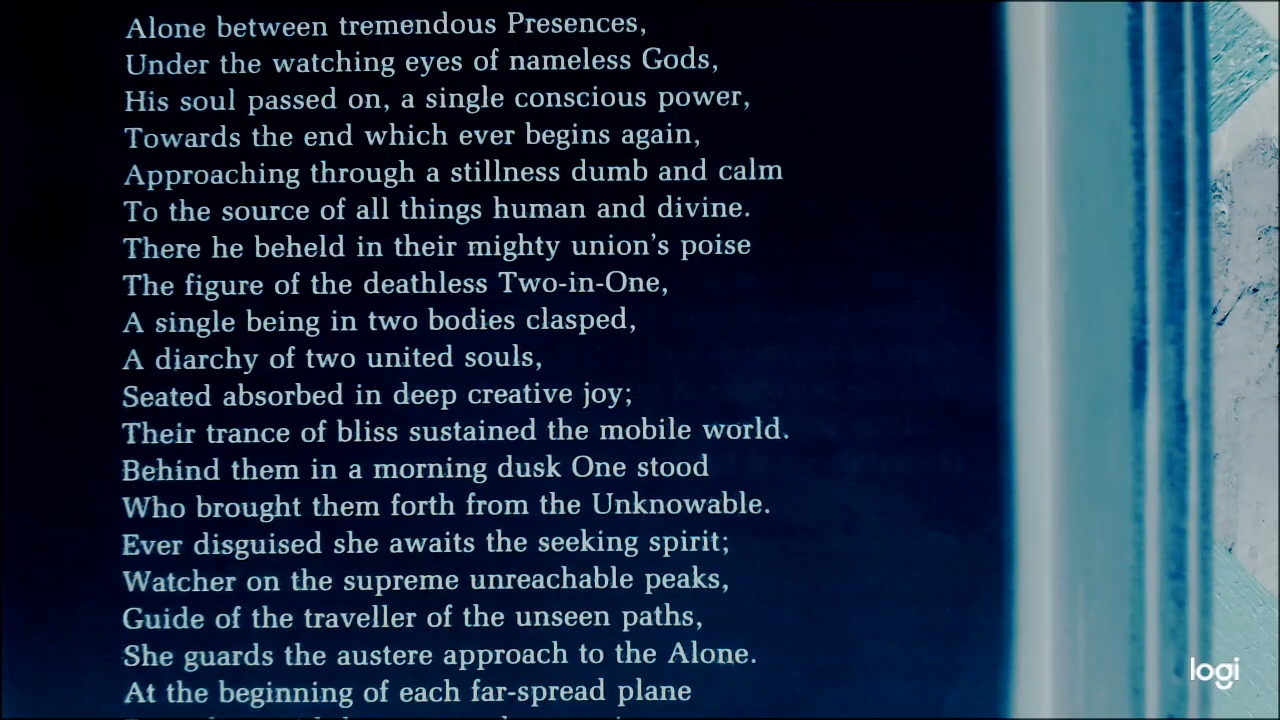 Alone between tremendous Presences,
Under the watching eyes of nameless Gods,
His soul passed on, a single conscious power,
Towards the end which ever begins again,
Approaching through a stillness dumb and calm
To the source of all things human and divine.
There he beheld in their mighty union's poise
The figure of the deathless Two-in-One,
A single being in two bodies clasped,
A diarchy of two united souls,
Seated absorbed in deep creative joy;
Their trance of bliss sustained the mobile world.
Behind them in a morning dusk One stood
Who brought them forth from the Unknowable.
Ever disguised she awaits the seeking spirit;
Watcher on the supreme unreachable peaks,
Guide of the traveller of the unseen paths,
She guards the austere approach to the Alone.
At the beginning of each far-spread plane
logi